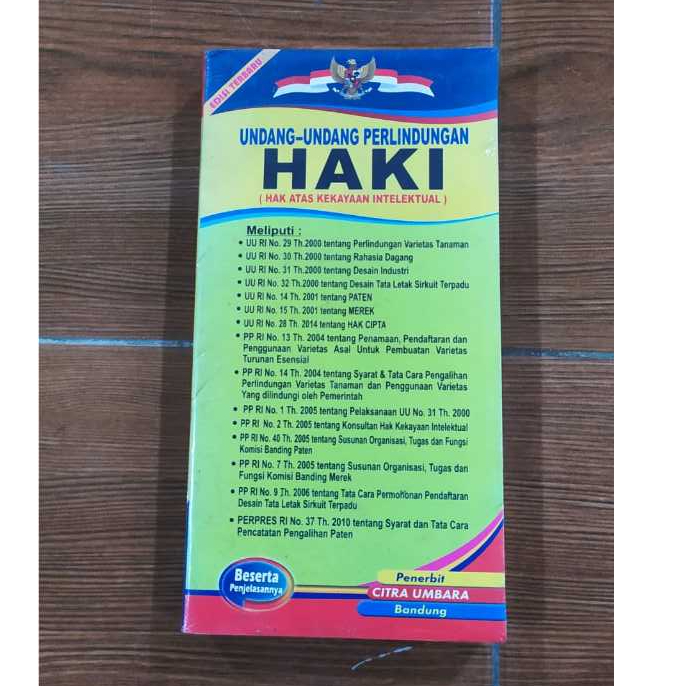 EDISI TERBARU
UNDANG-UNDANG PERLINDUNGAN
HAKI
( HAK ATAS KEKAYAAN INTELEKTUAL )
Meliputi :
• UU RI No. 29 Th.2000 tentang Perlindungan Varietas Tanaman
• UU RI No. 30 Th.2000 tentang Rahasia Dagang
• UU RI No. 31 Th.2000 tentang Desain Industri
• UU RI No. 32 Th.2000 tentang Desain Tata Letak Sirkuit Terpadu
• UU RI No. 14 Th. 2001 tentang PATEN
• UU RI No. 15 Th. 2001 tentang MEREK
• UU RI No. 28 Th. 2014 tentang HAK CIPTA
• PP RI No. 13 Th. 2004 tentang Penamaan, Pendaftaran dan
Penggunaan Varietas Asal Untuk Pembuatan Varietas
Turunan Esensial
• PP RI No. 14 Th. 2004 tentang Syarat & Tata Cara Pengalihan
Perlindungan Varietas Tanaman dan Penggunaan Varietas
Yang dilindungi oleh Pemerintah
• PP RI No. 1 Th. 2005 tentang Pelaksanaan UU No. 31 Th. 2000
• PP RI No. 2 Th. 2005 tentang Konsultan Hak Kekayaan Intelektual
• PP RI No. 40 Th. 2005 tentang Susunan Organisasi, Tugas dan Fungsi
Komisi Banding Paten
• PP RI No. 7 Th. 2005 tentang Susunan Organisasi, Tugas dan
Fungsi Komisi Banding Merek
• PP RI No. 9 Th. 2006 tentang Tata Cara Permohonan Pendaftaran
Desain Tata Letak Sirkuit Terpadu
• PERPRES RI No. 37 Th. 2010 tentang Syarat dan Tata Cara
Pencatatan Pengalihan Paten
Beserta
Penjelasannya
Penerbit
CITRA UMBARA
Bandung